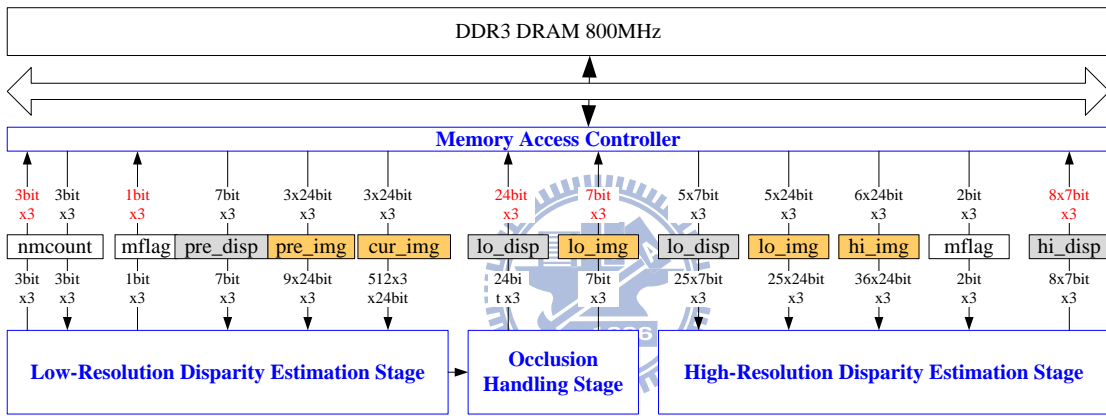 DDR3 DRAM 800MHz
Memory Access Controller
3bit 3bit 1bit 7bit 3x24bit 3x24bit 24bit 7bit 5x7bit 5x24bit 6x24bit 2bit 8x7bit
x3 x3 x3 x3 x3 x3 x3 x3 x3 x3 x3 x3 x3
nmcount mflag pre_disp pre_img cur_img lo_disp lo_img lo_disp lo_img hi_img mflag hi_disp
3bit 3bit 1bit 7bit 9x24bit 512x3 24bi 7bit 25x7bit 25x24bit 36x24bit 2bit 8x7bit
x3 x3 x3 x3 x3 x24bit t x3 x3 x3 x3 x3 x3 x3
Low-Resolution Disparity Estimation Stage
Occlusion
Handling Stage
High-Resolution Disparity Estimation Stage